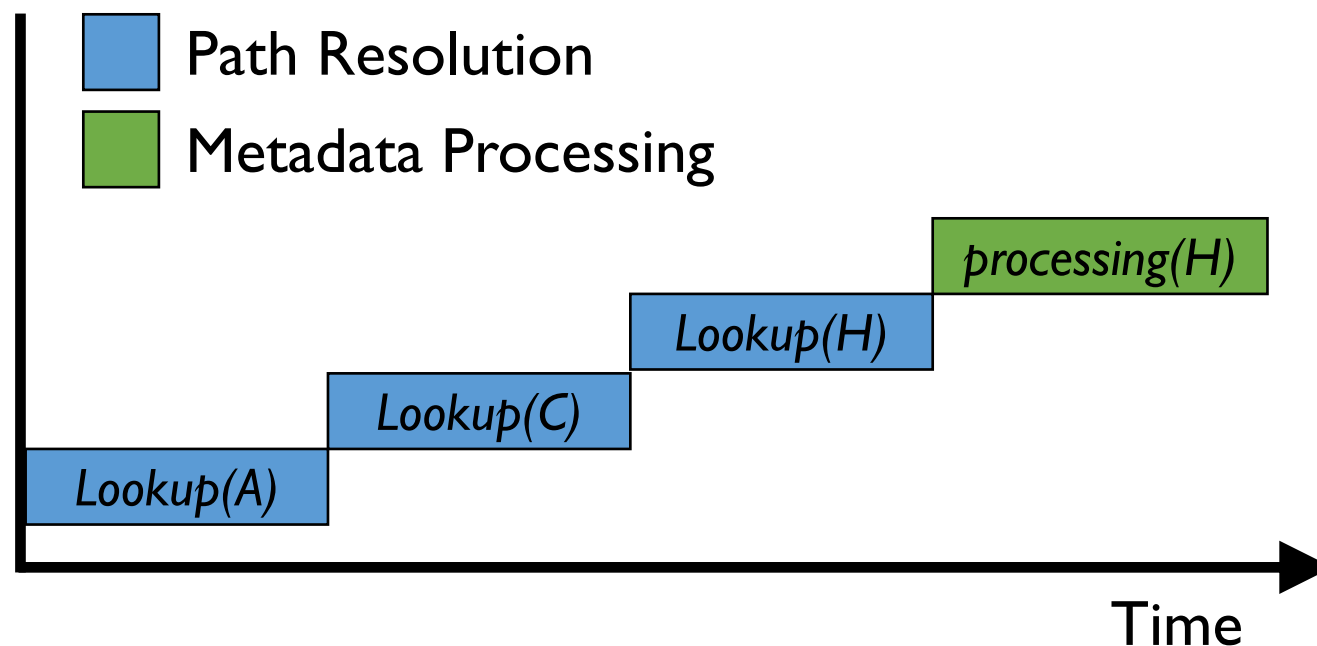 Path Resolution
Metadata Processing
processing(H)
Lookup(H)
Lookup(C)
Lookup(A)
Time